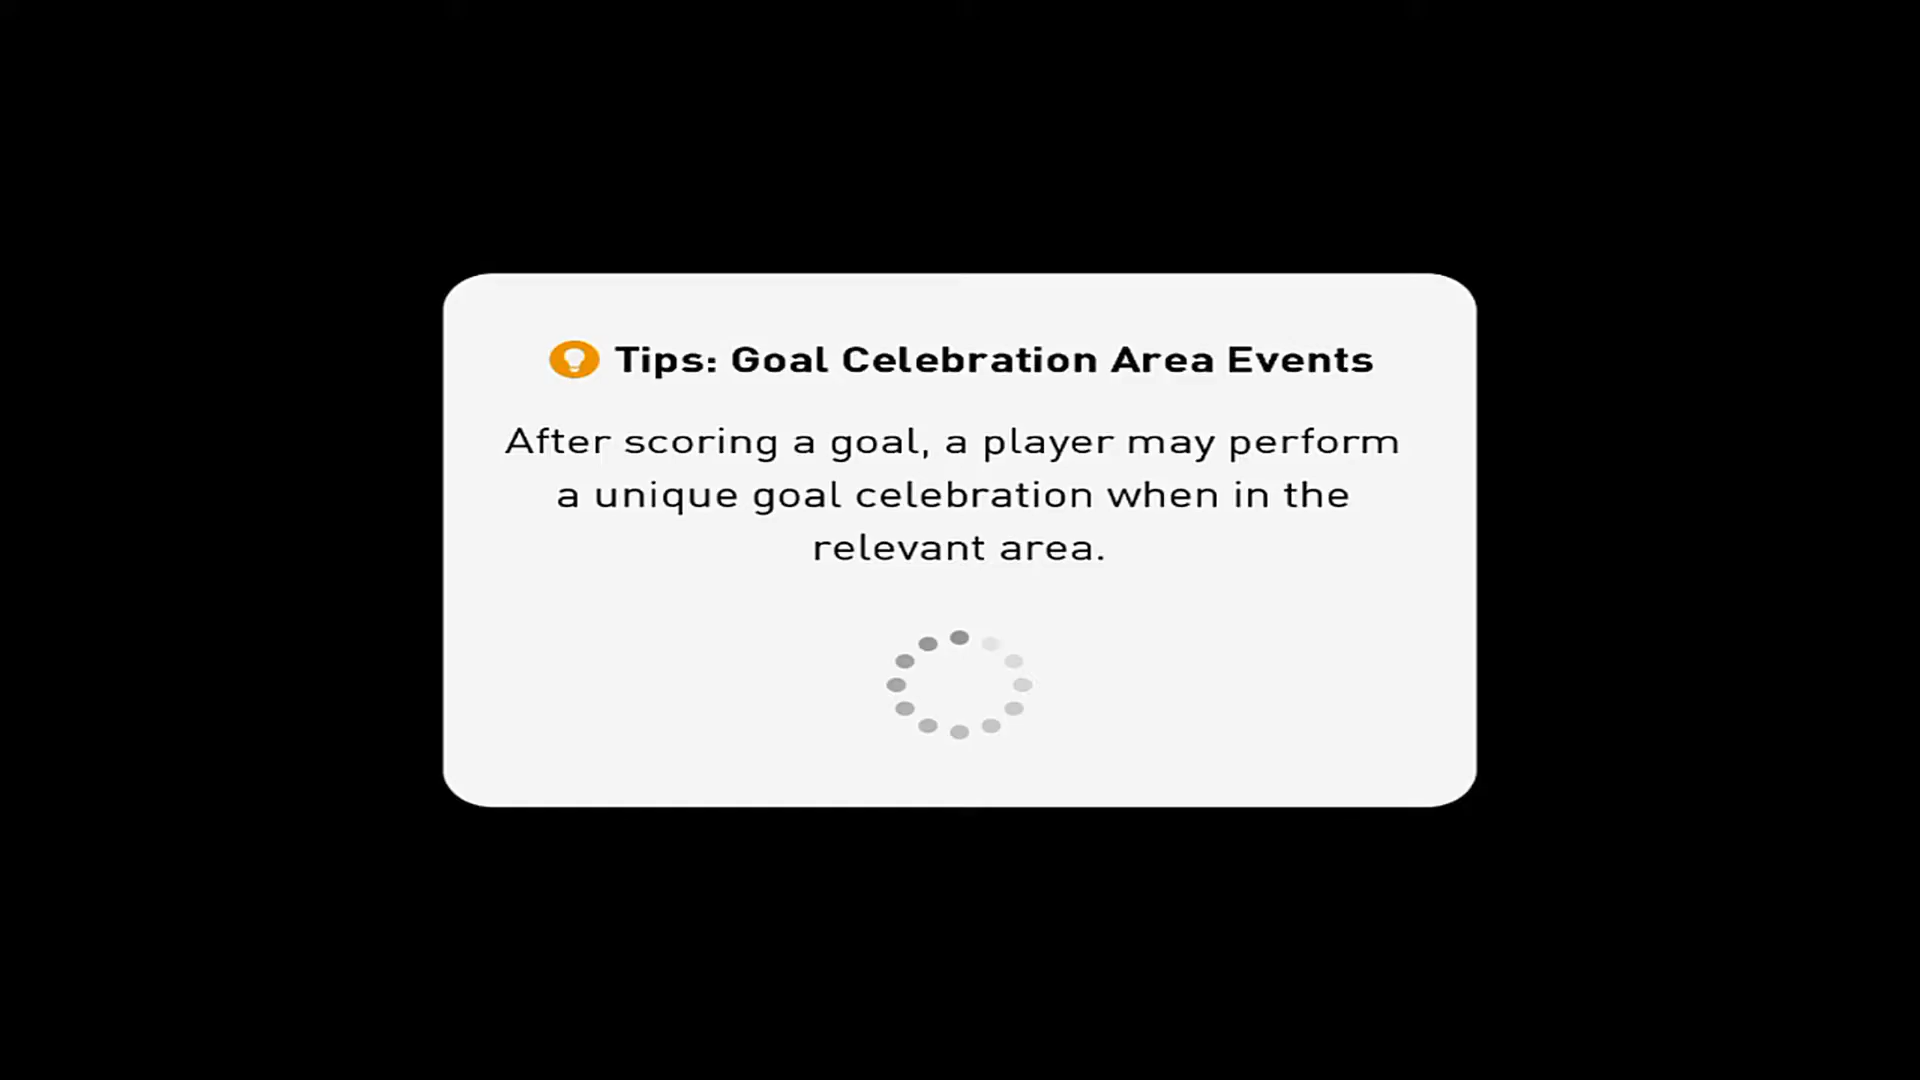 Tips: Goal Celebration Area Events
After scoring a goal, a player may perform
a unique goal celebration when in the
relevant area.